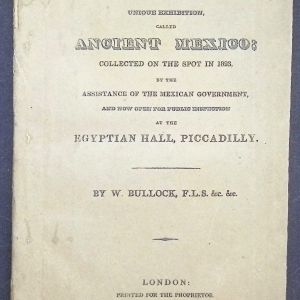 UNIQUE EXHIBITION,
CALLED
ANCIENT MEXICO;
COLLECTED ON THE SPOT IN 1823,
BY THE
ASSISTANCE OF THE MEXICAN GOVERNMENT,
AND NOW OPEN FOR PUBLIC INSPECTION
AT THE
EGYPTIAN HALL, PICCADILLY.
BY W. BULLOCK, F.L.S. &c. &c.
LONDON:
PRINTED FOR THE PROPRIETOR.